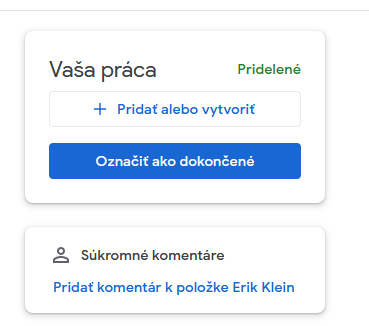 Vaša práca
Pridelené
Pridať alebo vytvoriť
Označiť ako dokončené
Súkromné komentáre
Pridať komentár k položke Erik Klein